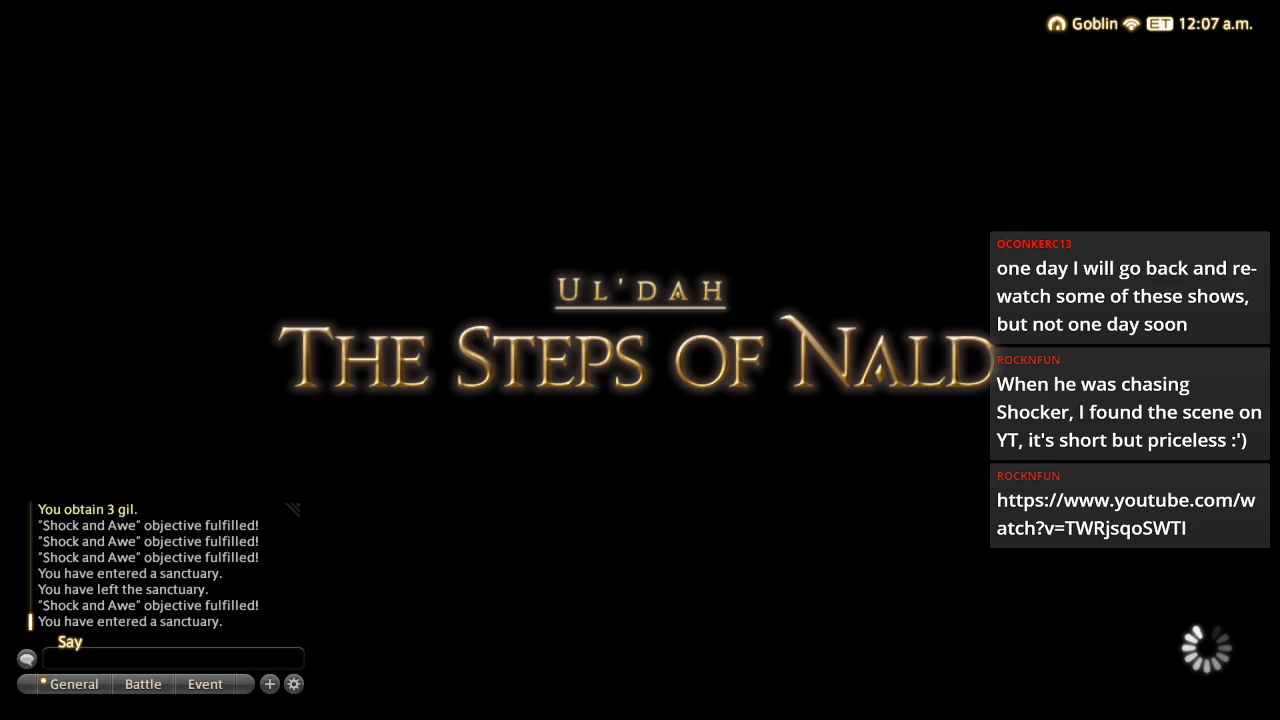 Goblin ET 12:07 a.m.
UL'DAH
THE STEPS OF NALD
OCONKERC13
one day I will go back and re-
watch some of these shows,
but not one day soon
ROCKNFUN
When he was chasing
Shocker, I found the scene on
YT, it's short but priceless :')
ROCKNFUN
https://www.youtube.com/w
atch?v=TWRjsqoSWTI
You obtain 3 gil.
"Shock and Awe" objective fulfilled!
"Shock and Awe" objective fulfilled!
"Shock and Awe" objective fulfilled!
You have entered a sanctuary.
You have left the sanctuary.
"Shock and Awe" objective fulfilled!
You have entered a sanctuary.
Say
General Battle Event